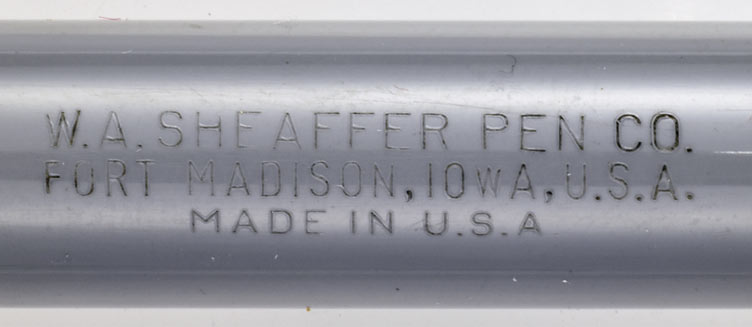 W.A. SHEAFFER PEN CO.
FORT MADISON, IOWA, U.S.A.
MADE IN U.S.A